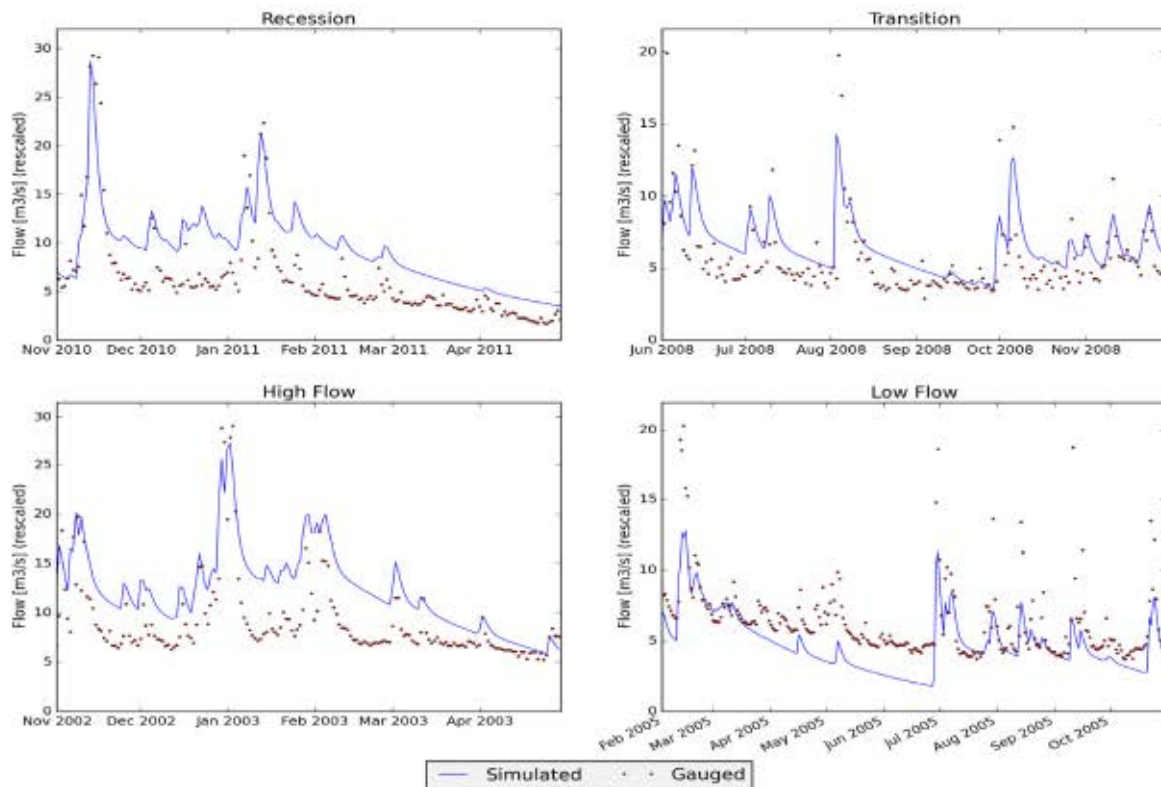 Recession
Flow [m3/s] (rescaled)
30
25
20
15
10
5
0
Nov 2010 Dec 2010 Jan 2011 Feb 2011 Mar 2011 Apr 2011
Transition
Flow [m3/s] (rescaled)
20
15
10
5
0
Jun 2008 Jul 2008 Aug 2008 Sep 2008 Oct 2008 Nov 2008
High Flow
Flow [m3/s] (rescaled)
30
25
20
15
10
5
0
Nov 2002 Dec 2002 Jan 2003 Feb 2003 Mar 2003 Apr 2003
Low Flow
Flow [m3/s] (rescaled)
20
15
10
5
0
Feb 2005 Mar 2005 Apr 2005 May 2005 Jun 2005 Jul 2005 Aug 2005 Sep 2005 Oct 2005
Simulated Gauged